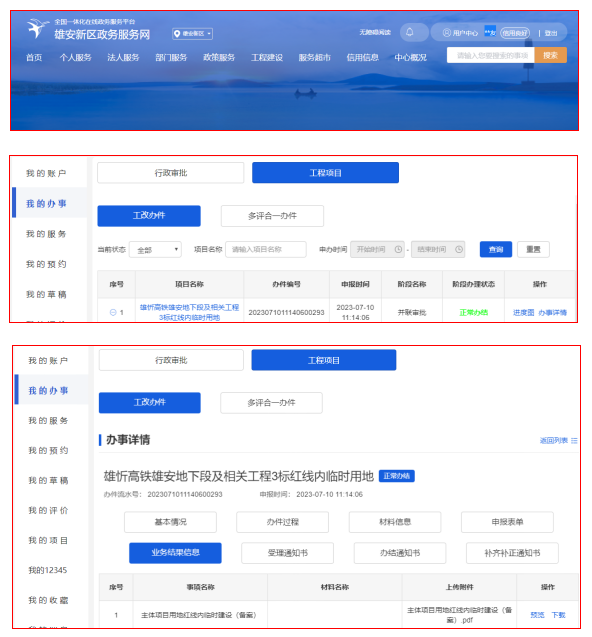 全国一体化在线政务服务平台
雄安新区政务服务网 雄安新区 无障碍阅读 用户中心 **安 (信用良好) | 登出
首页 个人服务 法人服务 部门服务 政策服务 工程建设 服务超市 信用信息 中心概况 请输入您要搜索的事项 搜索
我的账户 行政审批 工程项目
我的办事 工改办件 多评合一办件
我的服务 当前状态 全部 项目名称 请输入项目名称 申办时间 开始时间 - 结束时间 查询 重置
我的预约
我的草稿 序号 项目名称 办件编号 申报时间 阶段名称 阶段办理状态 操作
1 雄忻高铁雄安地下段及相关工程3标红线内临时用地 2023071011140600293 2023-07-10 11:14:06 并联审批 正常办结 进度图 办事详情
我的账户 行政审批 工程项目
我的办事 工改办件 多评合一办件
我的服务 办事详情 返回列表
我的预约
我的草稿 雄忻高铁雄安地下段及相关工程3标红线内临时用地 正常办结
办件流水号: 2023071011140600293 申报时间: 2023-07-10 11:14:06
我的评价 基本情况 办件过程 材料信息 申报表单
我的项目 业务结果信息 受理通知书 办结通知书 补齐补正通知书
我的12345
我的收藏 序号 事项名称 材料名称 上传附件 操作
1 主体项目用地红线内临时建设(备案) 主体项目用地红线内临时建设(备案).pdf 预览 下载